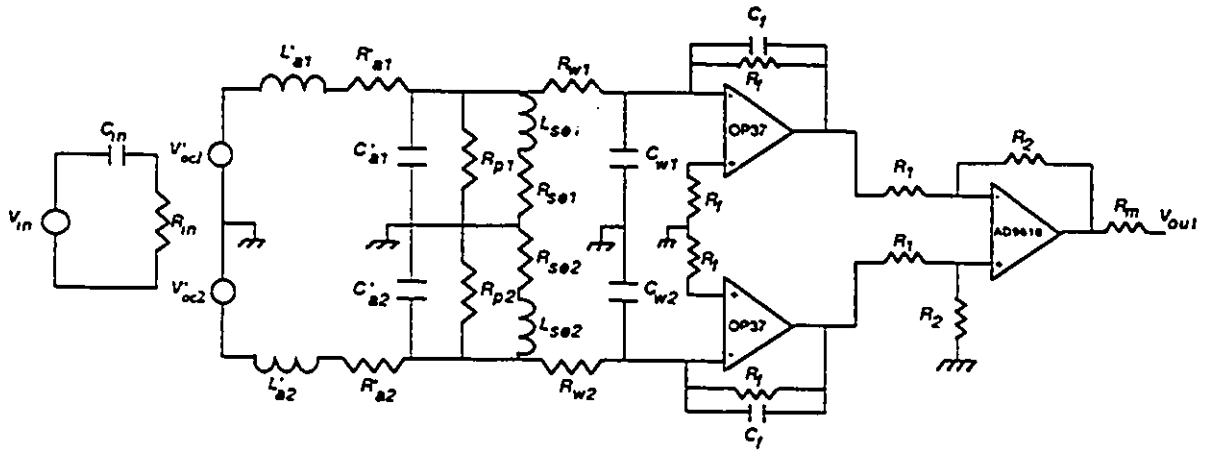 C_f
L'_a1
R'_a1
R_w1
R_f
C_in
V'_oc1
L_se1
OP37
C'_a1
R_p1
C_w1
R_2
V_in
R_in
R_se1
R_f
R_1
R_m
V_out
AD9618
R_f
R_1
V'_oc2
C'_a2
R_p2
R_se2
C_w2
R_2
L_se2
OP37
L'_a2
R'_a2
R_w2
R_f
C_f